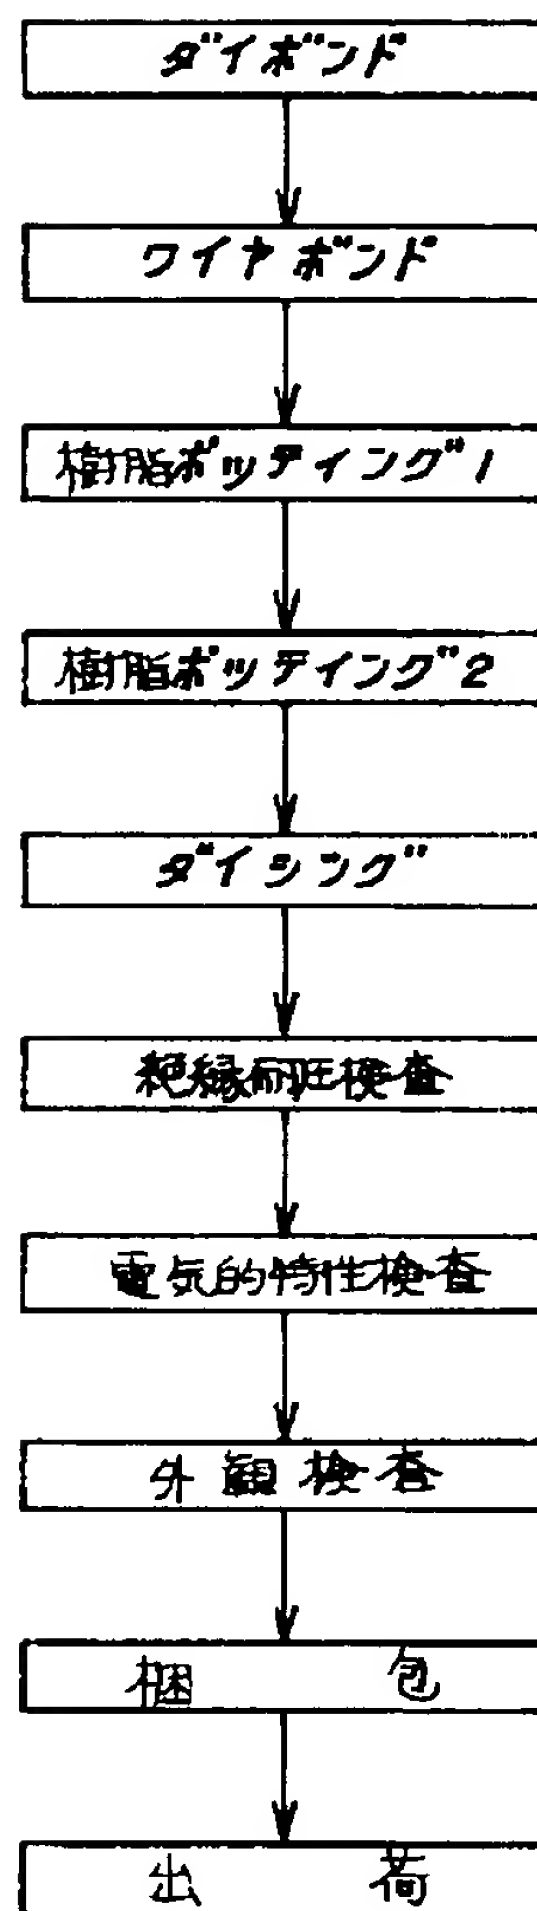 ダイボンド
ワイヤボンド
樹脂ポッティング1
樹脂ポッティング2
ダイシング
絶縁耐圧検査
電気的特性検査
外観検査
梱包
出荷